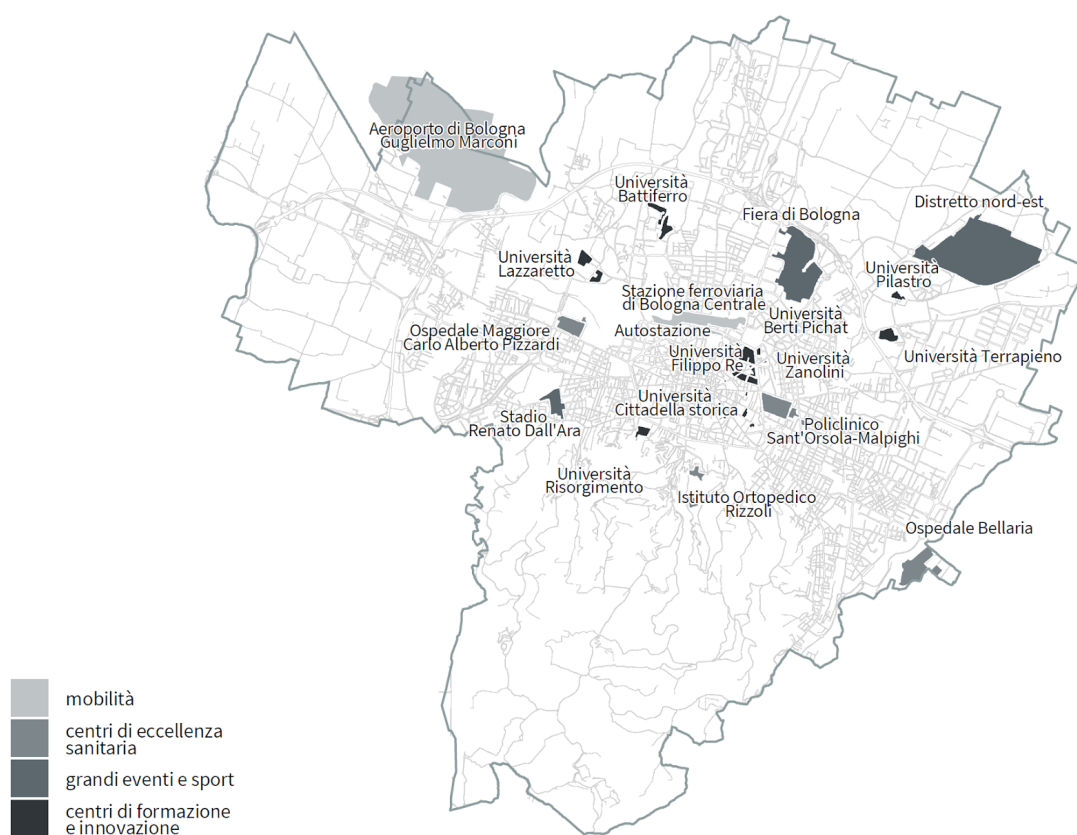 Aeroporto di Bologna
Guglielmo Marconi
Università
Battiferro
Distretto nord-est
Fiera di Bologna
Università
Lazzaretto
Università
Pilastro
Stazione ferroviaria
di Bologna Centrale
Università
Berti Pichat
Ospedale Maggiore
Carlo Alberto Pizzardi
Autostazione
Università
Filippo Re
Università
Zanolini
Università Terrapieno
Università
Cittadella storica
Stadio
Renato Dall'Ara
Policlinico
Sant'Orsola-Malpighi
Università
Risorgimento
Istituto Ortopedico
Rizzoli
Ospedale Bellaria
mobilità
centri di eccellenza
sanitaria
grandi eventi e sport
centri di formazione
e innovazione